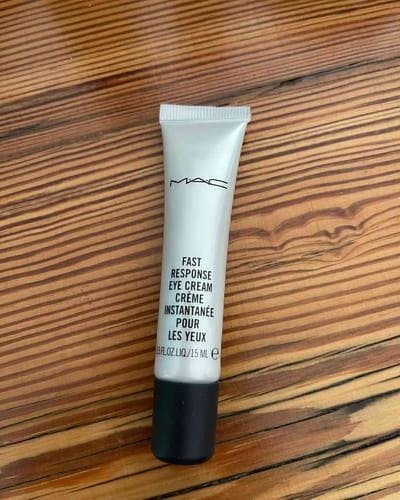 MAC
FAST
RESPONSE
EYE CREAM
CRÈME
INSTANTANÉE
POUR
LES YEUX
.5 FL.OZ.LIQ./15 ML ℮